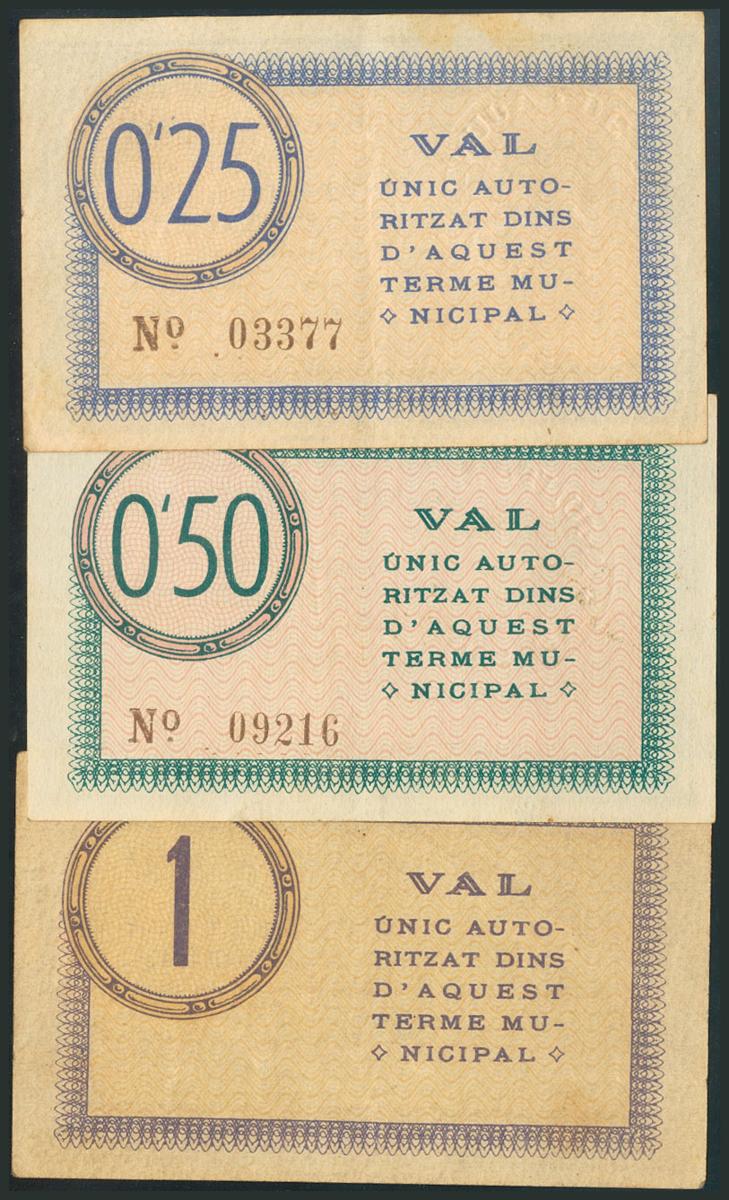 0'25
VAL
ÚNIC AUTO-
RITZAT DINS
D'AQUEST
TERME MU-
✧ NICIPAL ✧
Nº 03377
0'50
VAL
ÚNIC AUTO-
RITZAT DINS
D'AQUEST
TERME MU-
✧ NICIPAL ✧
Nº 09216
1
VAL
ÚNIC AUTO-
RITZAT DINS
D'AQUEST
TERME MU-
✧ NICIPAL ✧